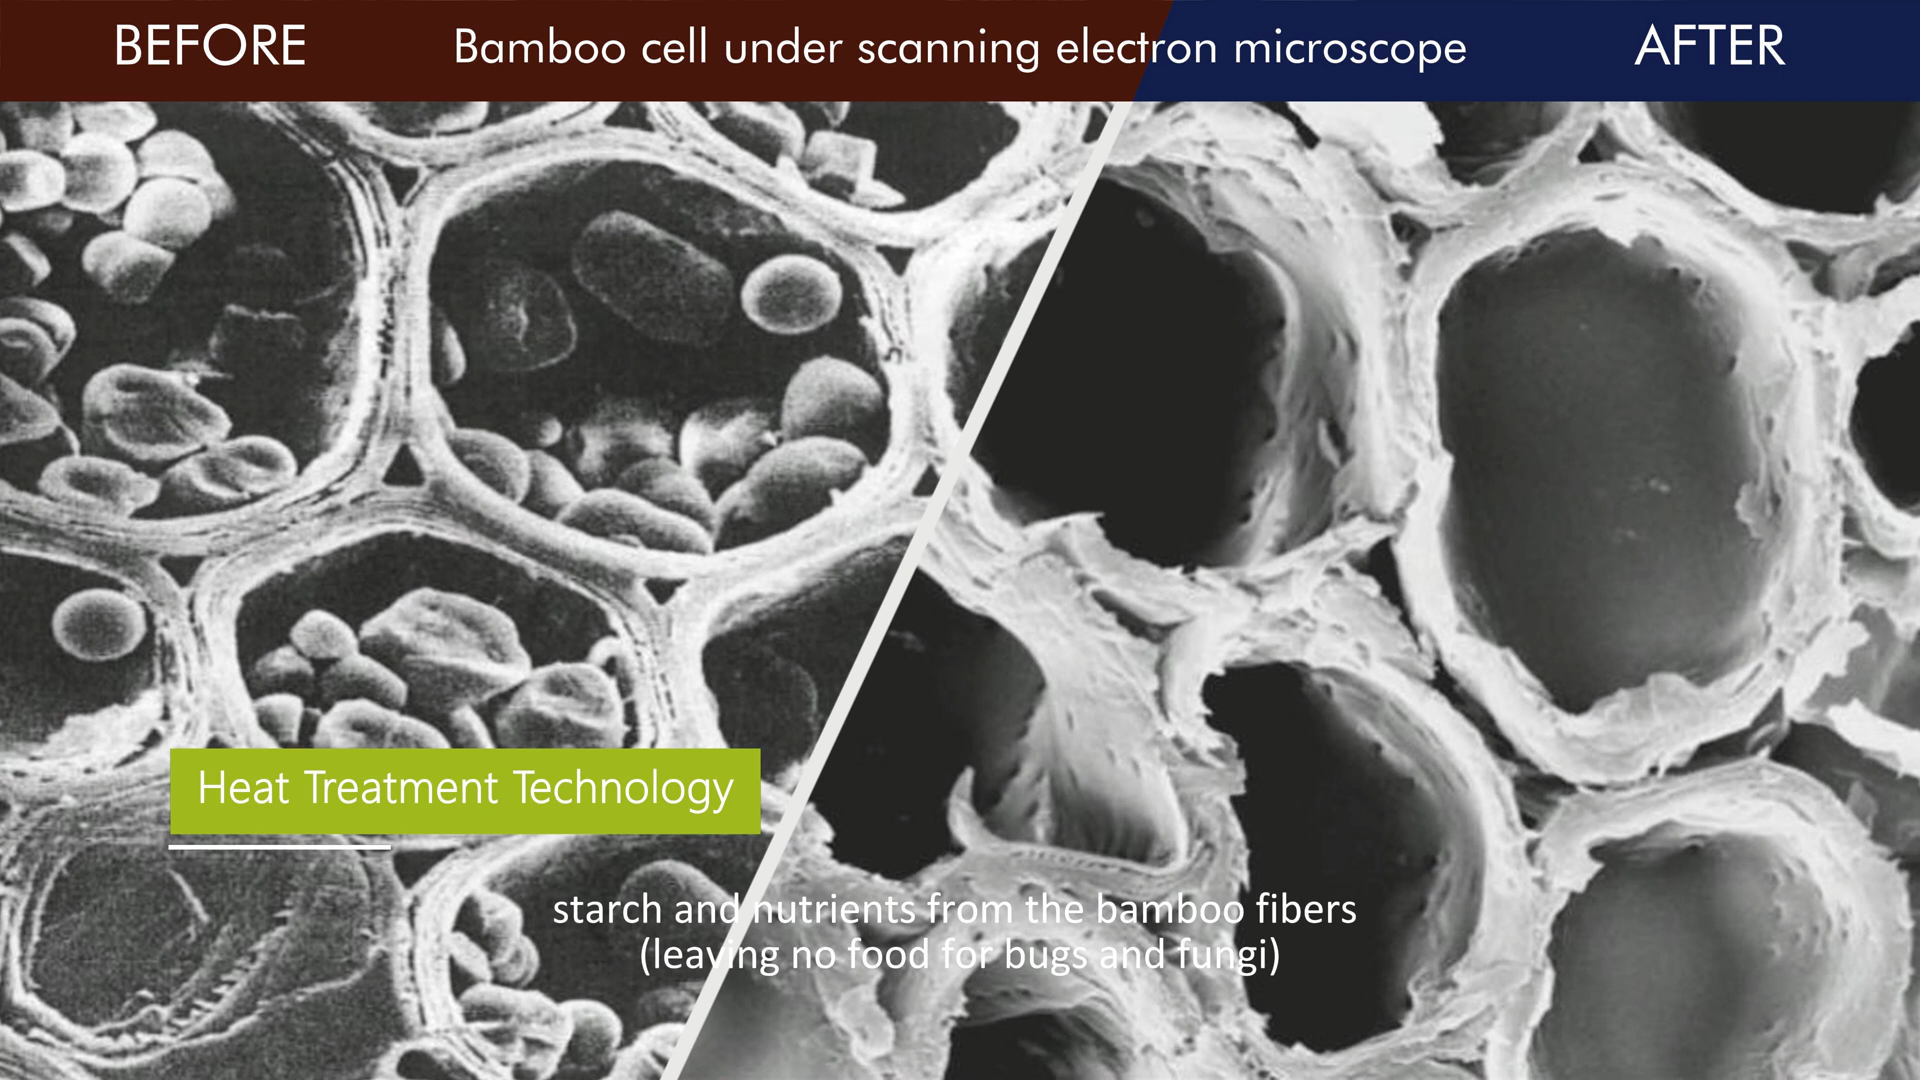 BEFORE
Bamboo cell under scanning electron microscope
AFTER
Heat Treatment Technology
starch and nutrients from the bamboo fibers
(leaving no food for bugs and fungi)